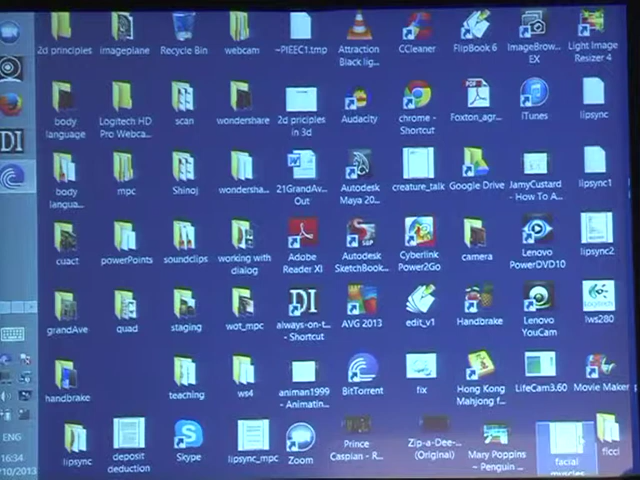 2d principles
imageplane
Recycle Bin
webcam
~PIEEC1.tmp
Attraction
Black lig...
CCleaner
FlipBook 6
ImageBrow...
EX
Light Image
Resizer 4
body
language
Logitech HD
Pro Webca...
scan
wondershare
2d priciples
in 3d
Audacity
chrome -
Shortcut
Foxton_agr...
iTunes
lipsync
DI
body
langua...
mpc
Shinoj
wondersha...
21GrandAv...
Out
Autodesk
Maya 20...
creature_talk
Google Drive
JamyCustard
- How To A...
lipsync1
cuact
powerPoints
soundclips
working with
dialog
Adobe
Reader XI
Autodesk
SketchBook...
Cyberlink
Power2Go
camera
Lenovo
PowerDVD10
lipsync2
grandAve
quad
staging
wot_mpc
DI
always-on-t...
- Shortcut
AVG 2013
edit_v1
Handbrake
Lenovo
YouCam
lws280
handbrake
teaching
ws4
animan1999
- Animatin...
BitTorrent
fix
Hong Kong
Mahjong f...
LifeCam3.60
Movie Maker
lipsync
deposit
deduction
Skype
lipsync_mpc
Zoom
Prince
Caspian - R...
Zip-a-Dee-...
(Original)
Mary Poppins
- Penguin ...
facial
muscles
ficci
ENG
16:34
/10/2013